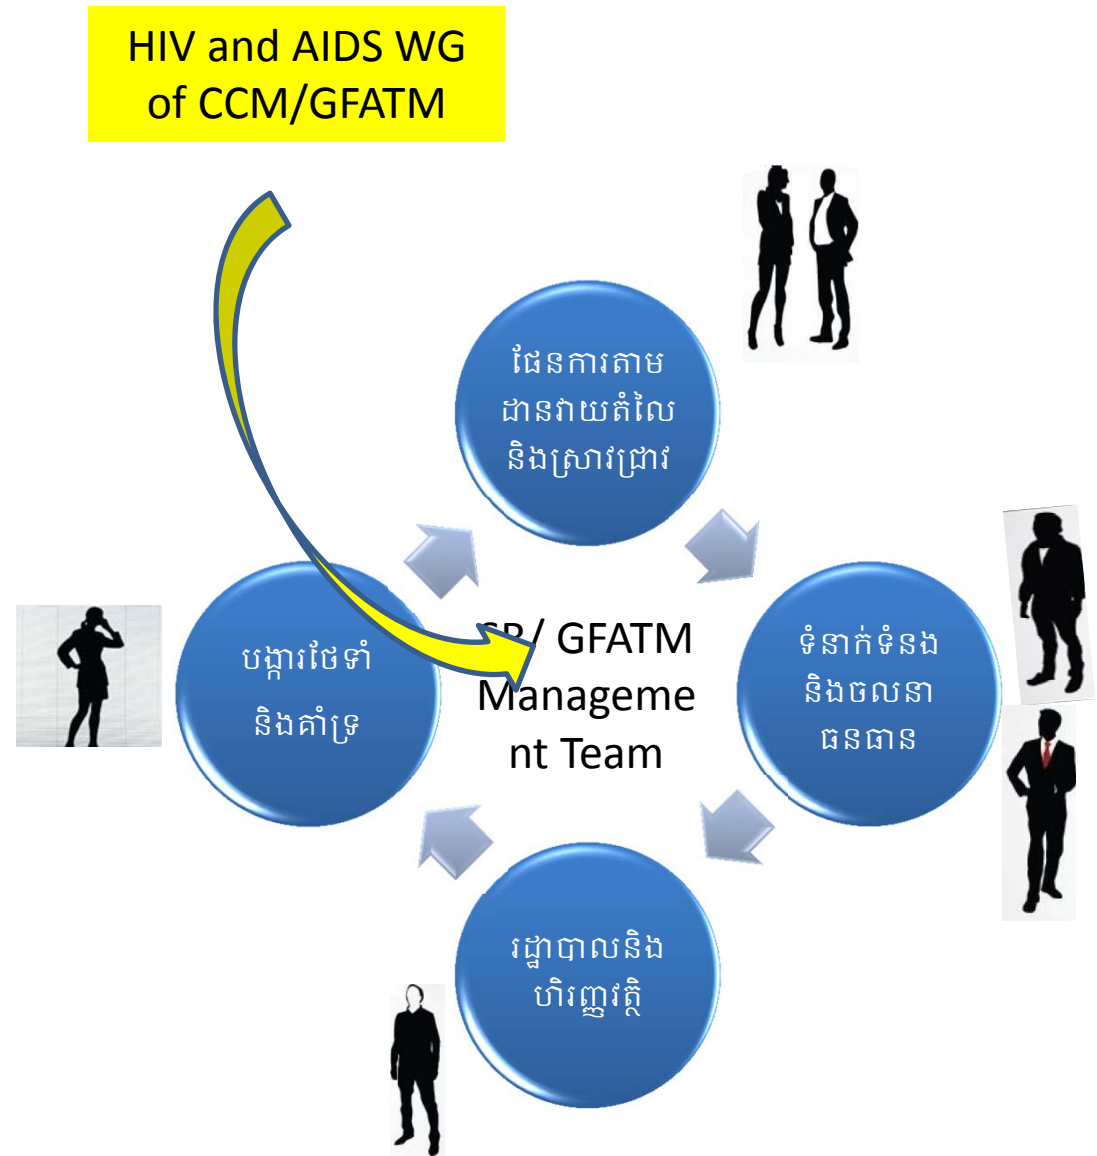 HIV and AIDS WG
of CCM/GFATM
ផែនការតាម
ដានវាយតំលៃ
និងស្រាវជ្រាវ
ទំនាក់ទំនង
និងចលនា
ធនធាន
រដ្ឋាបាលនិង
ហិរញ្ញវត្ថិ
បង្ការថែទាំ
និងគាំទ្រ
GFATM
Manageme
nt Team